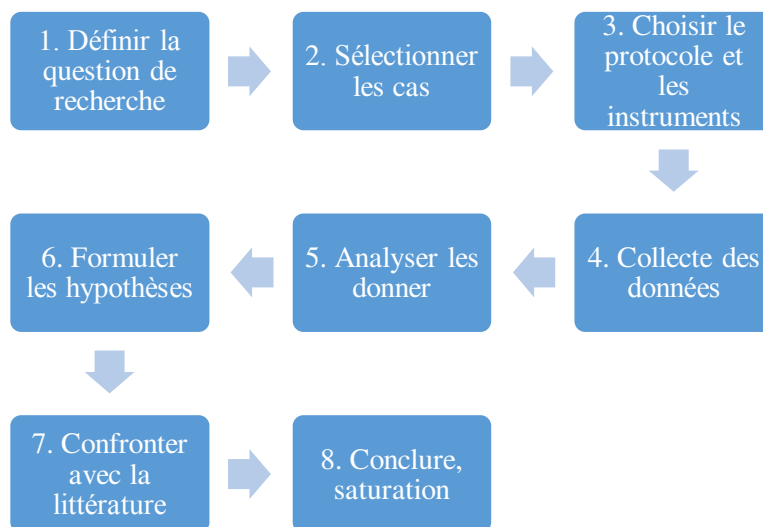 1. Définir la
question de
recherche
2. Sélectionner
les cas
3. Choisir le
protocole et
les
instruments
4. Collecte des
données
5. Analyser les
donner
6. Formuler
les hypothèses
7. Confronter
avec la
littérature
8. Conclure,
saturation